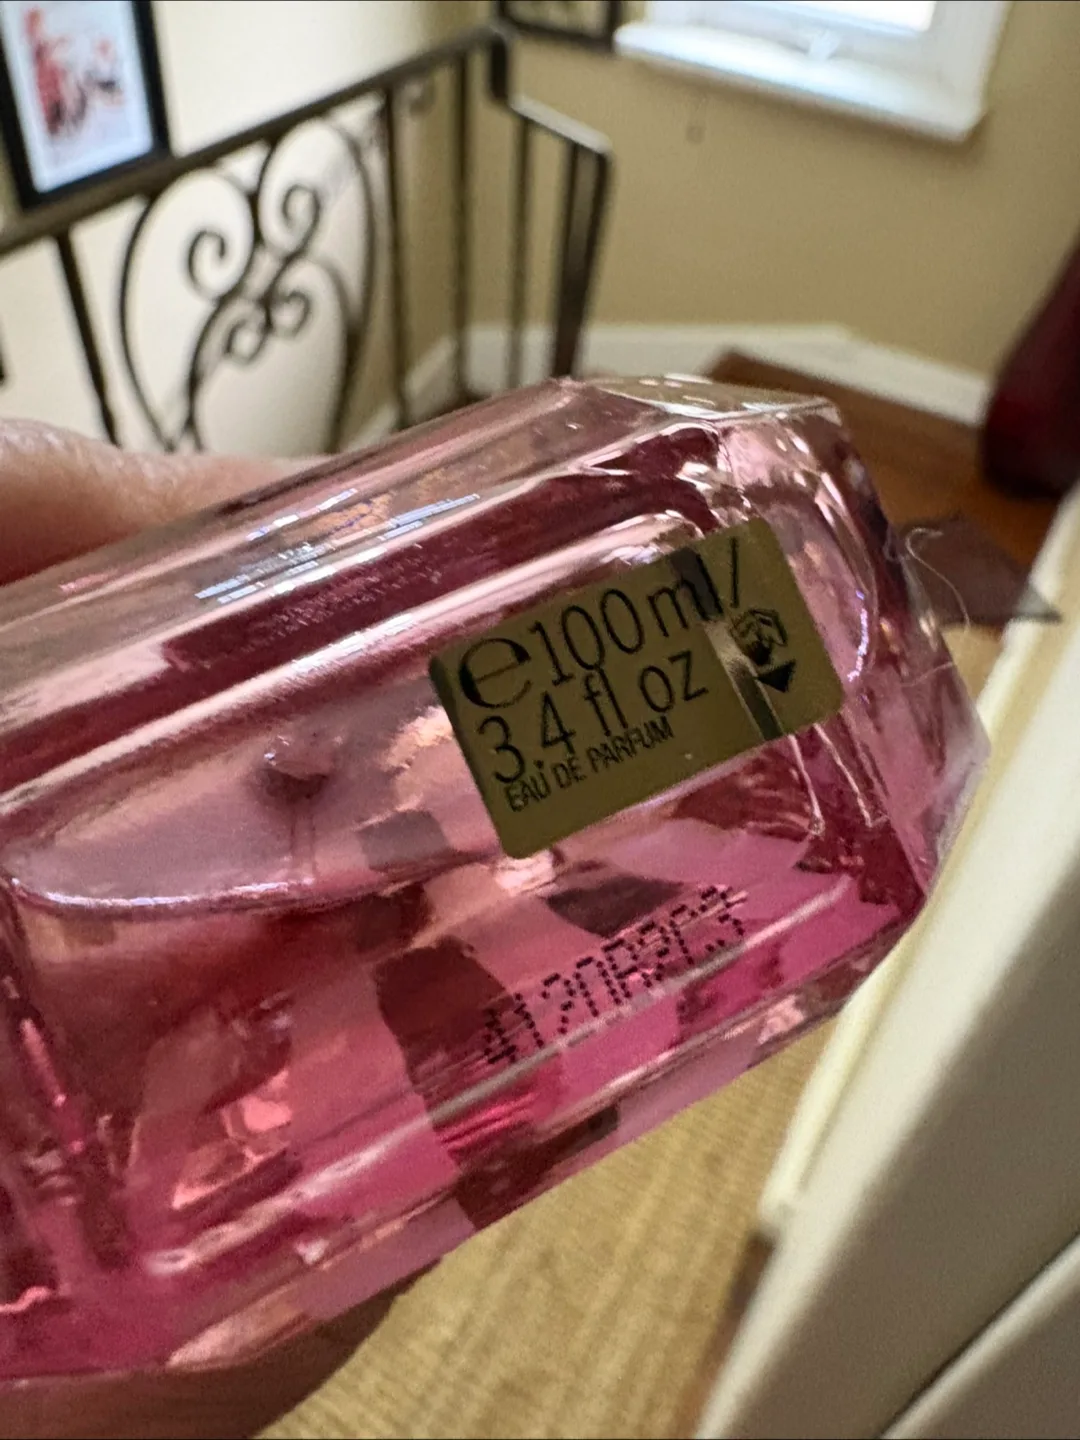 e100ml/
3.4 fl oz
EAU DE PARFUM